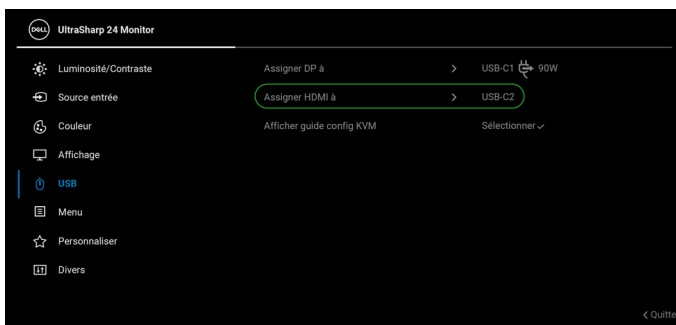 DELL UltraSharp 24 Monitor
Luminosité/Contraste Assigner DP à > USB-C1 90W
Source entrée Assigner HDMI à > USB-C2
Couleur Afficher guide config KVM Sélectionner ✓
Affichage
USB
Menu
Personnaliser
Divers
< Quitte